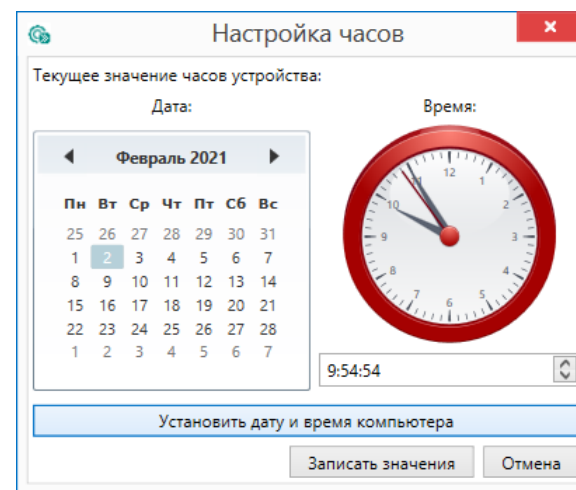 Настройка часов
Текущее значение часов устройства:
Дата:
Время:
Февраль 2021
Пн Вт Ср Чт Пт Сб Вс
25 26 27 28 29 30 31
1 2 3 4 5 6 7
8 9 10 11 12 13 14
15 16 17 18 19 20 21
22 23 24 25 26 27 28
1 2 3 4 5 6 7
12
1
2
3
4
5
6
7
8
9
10
11
9:54:54
Установить дату и время компьютера
Записать значения
Отмена